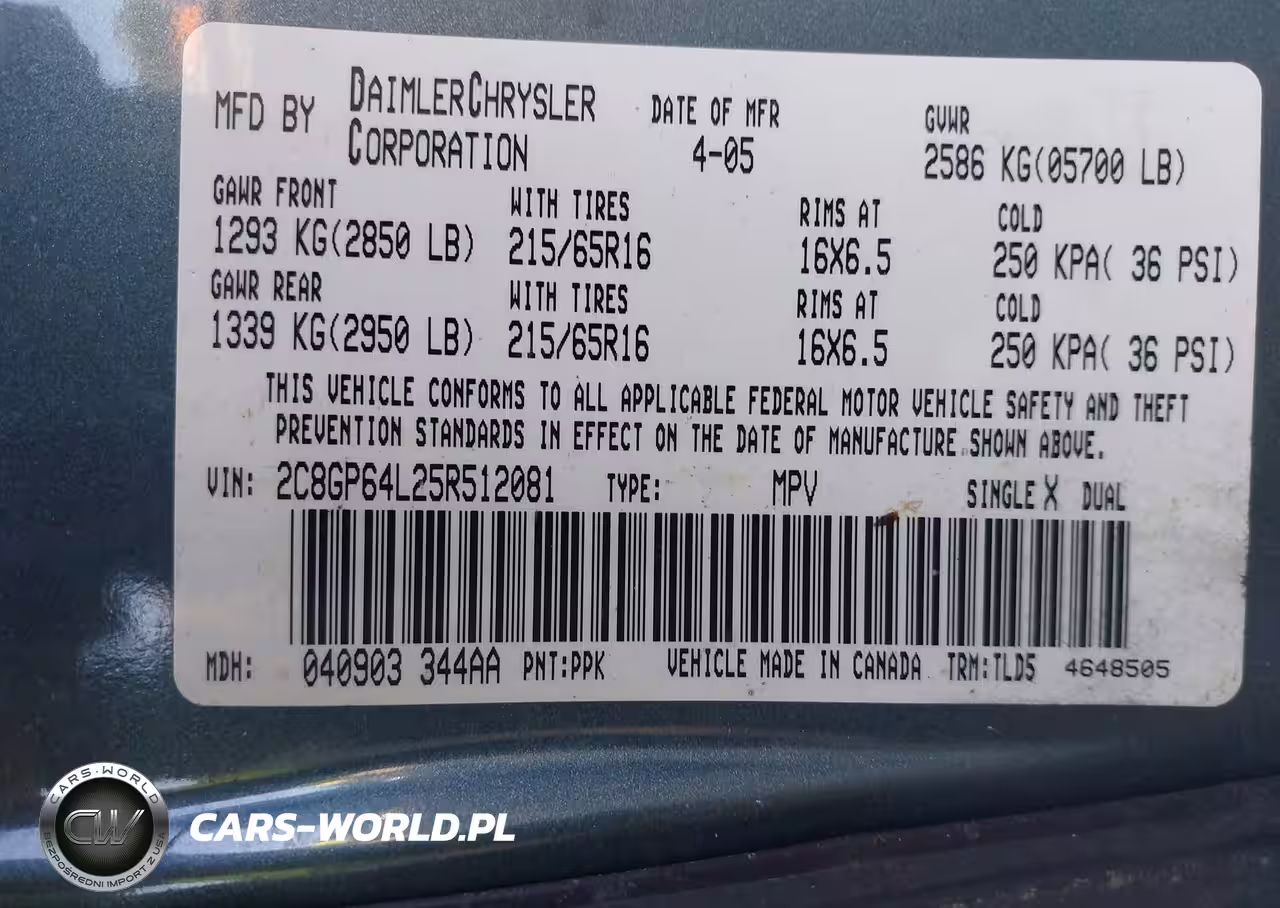 MFD BY DAIMLERCHRYSLER CORPORATION DATE OF MFR 4-05 GVWR 2586 KG(05700 LB)
GAWR FRONT WITH TIRES RIMS AT COLD
1293 KG(2850 LB) 215/65R16 16X6.5 250 KPA( 36 PSI)
GAWR REAR WITH TIRES RIMS AT COLD
1339 KG(2950 LB) 215/65R16 16X6.5 250 KPA( 36 PSI)
THIS VEHICLE CONFORMS TO ALL APPLICABLE FEDERAL MOTOR VEHICLE SAFETY AND THEFT
PREVENTION STANDARDS IN EFFECT ON THE DATE OF MANUFACTURE SHOWN ABOVE.
VIN: 2C8GP64L25R512081 TYPE: MPV SINGLE X DUAL
MDH: 040903 344AA PNT:PPK VEHICLE MADE IN CANADA TRM:TLD5 4648505
CARS-WORLD
CW
BEZPOŚREDNI IMPORT Z USA
CARS-WORLD.PL